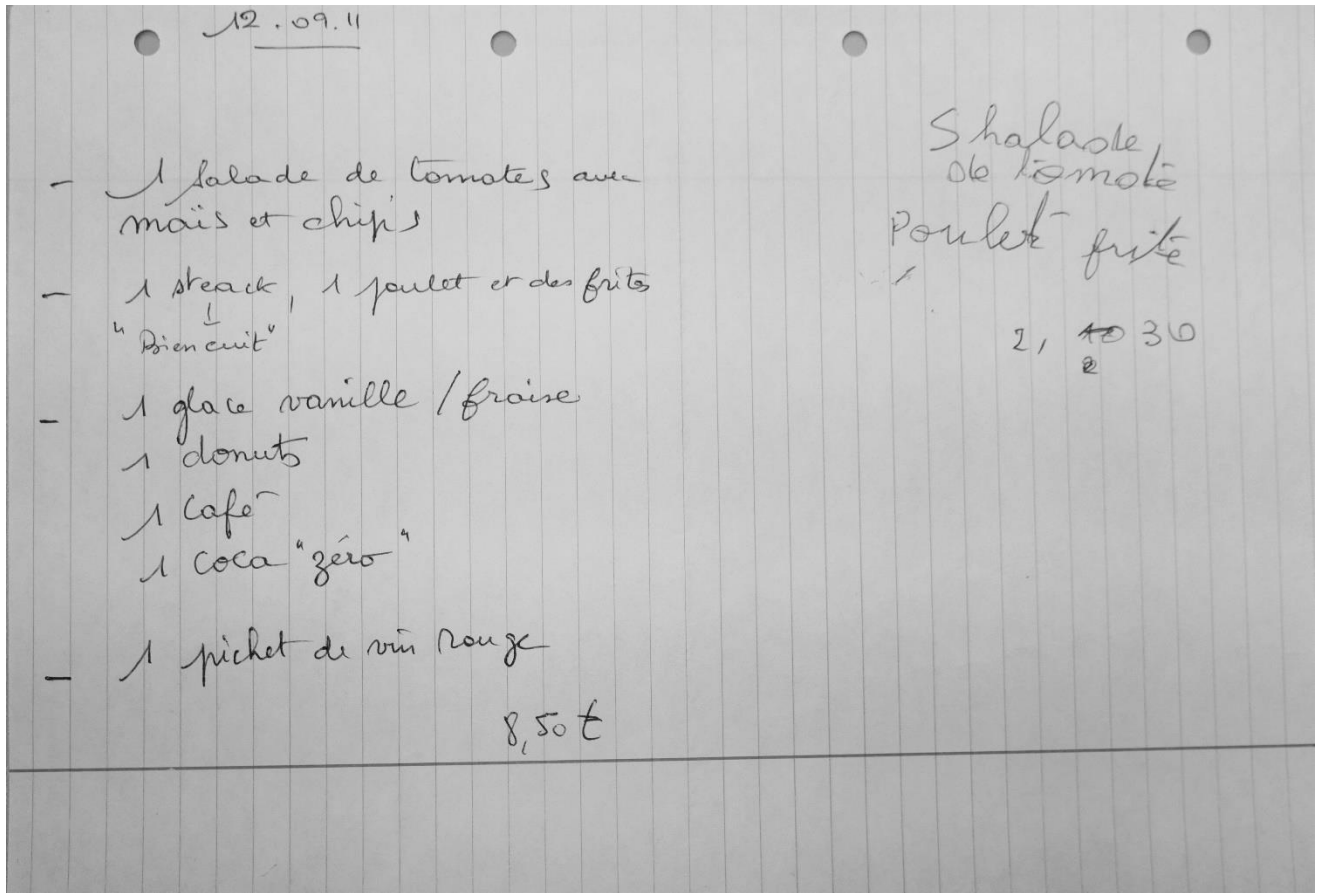 12.09.11
- 1 salade de tomates avec
maïs et chips
- 1 steack, 1 poulet et des frites
"Bien cuit"
- 1 glace vanille / fraise
1 donuts
1 café
1 coca "zéro"
- 1 pichet de vin rouge
8,50 €
Shalade
de tomate
Poulet frite
2, 30
2